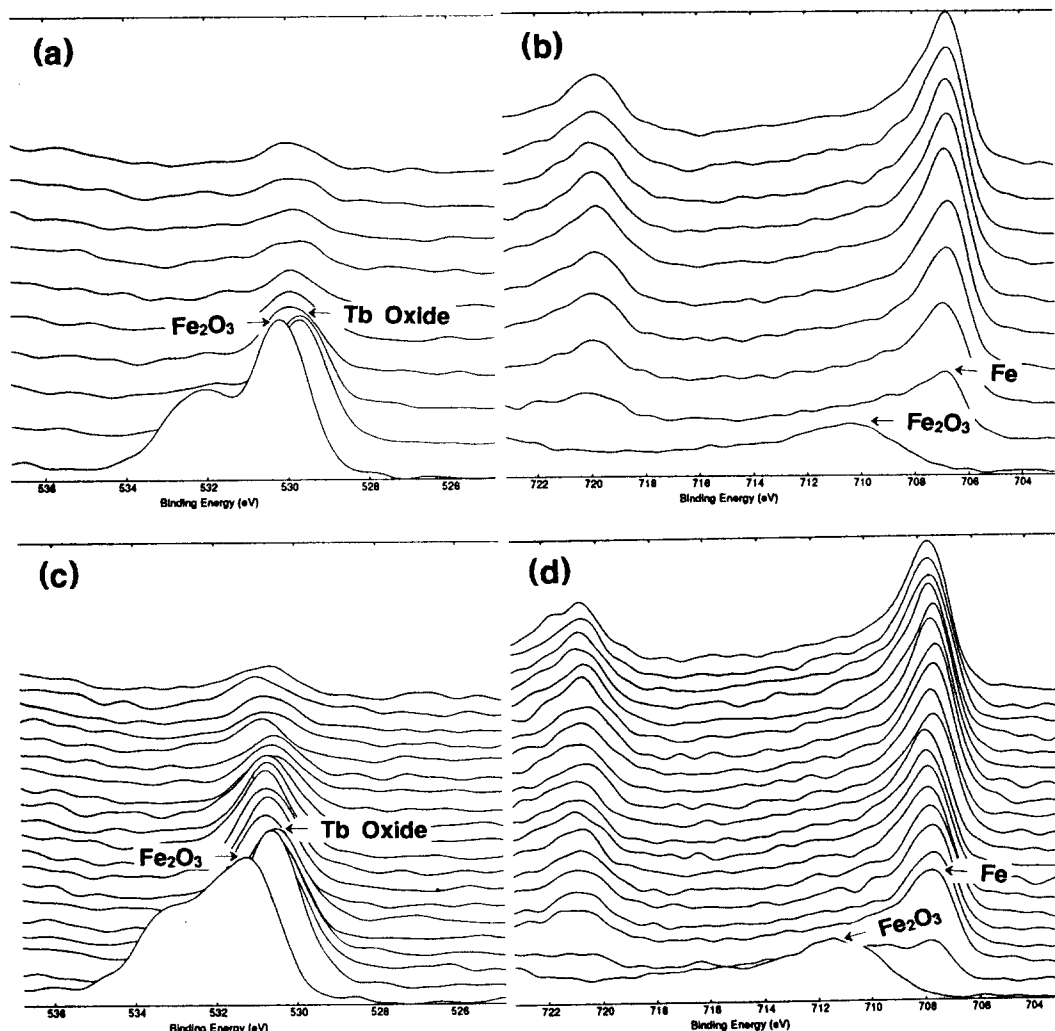 (a)
Fe₂O₃
Tb Oxide
536 534 532 530 528 526
Binding Energy (eV)
(b)
Fe
Fe₂O₃
722 720 718 716 714 712 710 708 706 704
Binding Energy (eV)
(c)
Tb Oxide
Fe₂O₃
536 534 532 530 528 526
Binding Energy (eV)
(d)
Fe
Fe₂O₃
722 720 718 716 714 712 710 708 706 704
Binding Energy (eV)